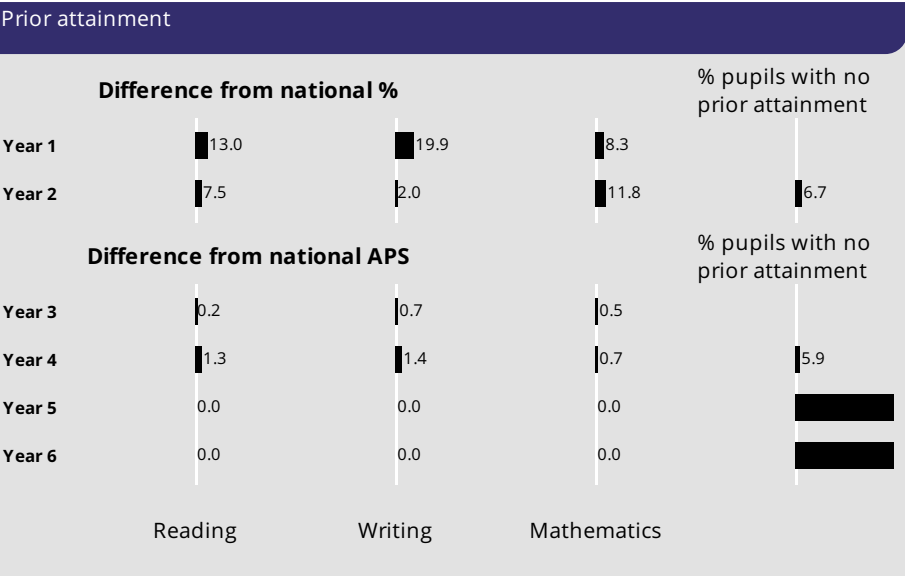 Prior attainment
Difference from national %
% pupils with no
prior attainment
Year 1 13.0 19.9 8.3
Year 2 7.5 2.0 11.8 6.7
Difference from national APS
% pupils with no
prior attainment
Year 3 0.2 0.7 0.5
Year 4 1.3 1.4 0.7 5.9
Year 5 0.0 0.0 0.0
Year 6 0.0 0.0 0.0
Reading Writing Mathematics